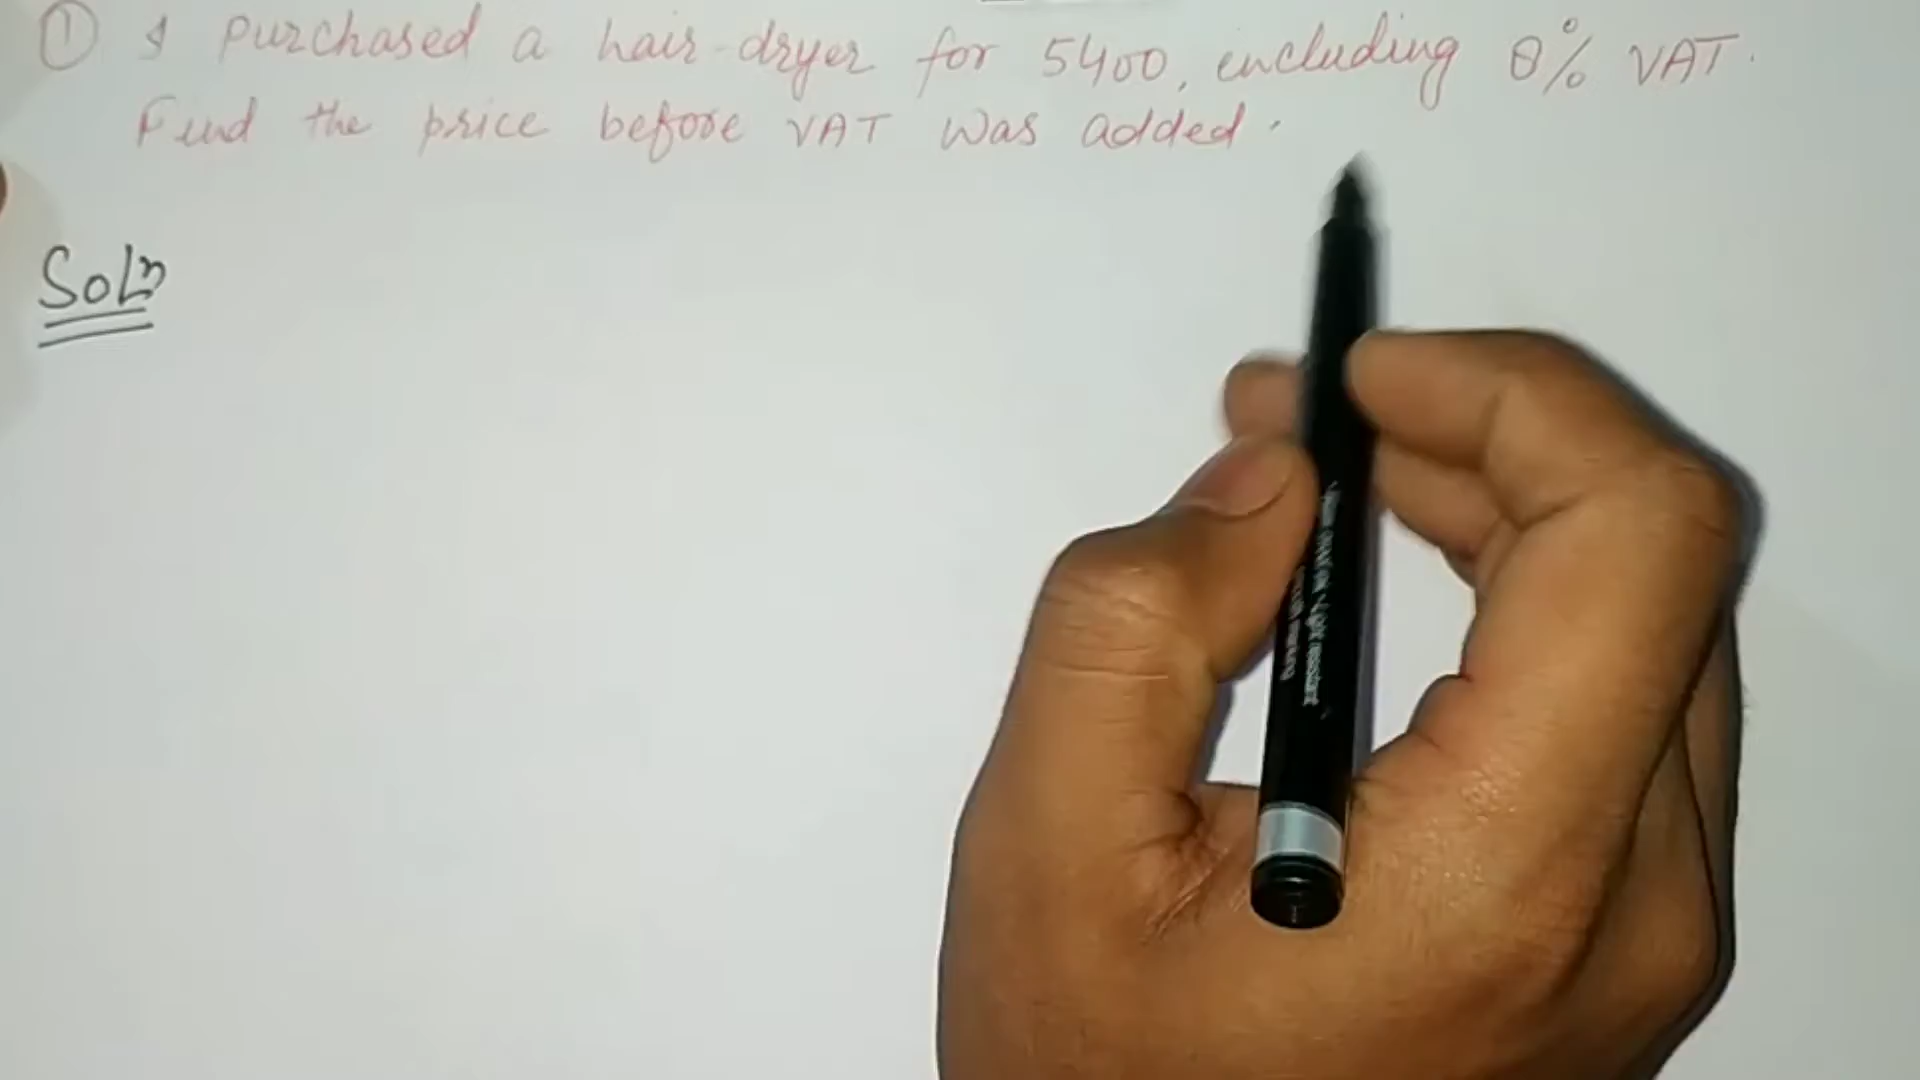 ① I purchased a hair-dryer for 5400, including 8% VAT.
Find the price before VAT was added.
Soln